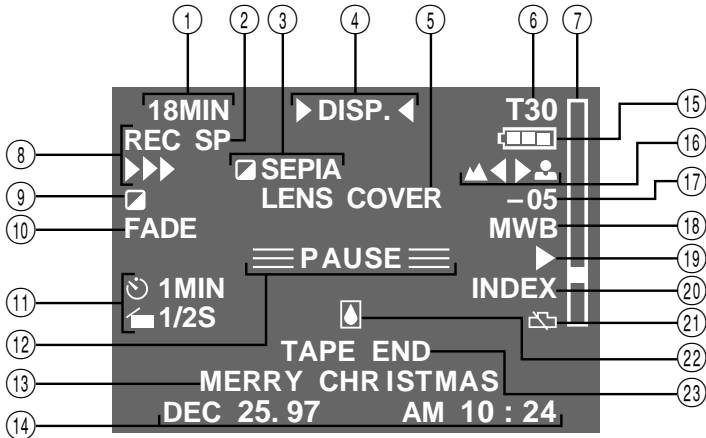 1 2 3 4 5 6 7
18MIN ▶ DISP. ◀ T30
REC SP
8 15
▶▶▶ SEPIA ◀ ▶ 16
LENS COVER
9 –05 17
10 FADE MWB 18
≡ PAUSE ≡ ▶ 19
11 1MIN INDEX 20
1/2S 21
12 22
TAPE END 23
13 MERRY CHRISTMAS
14 DEC 25. 97 AM 10 : 24